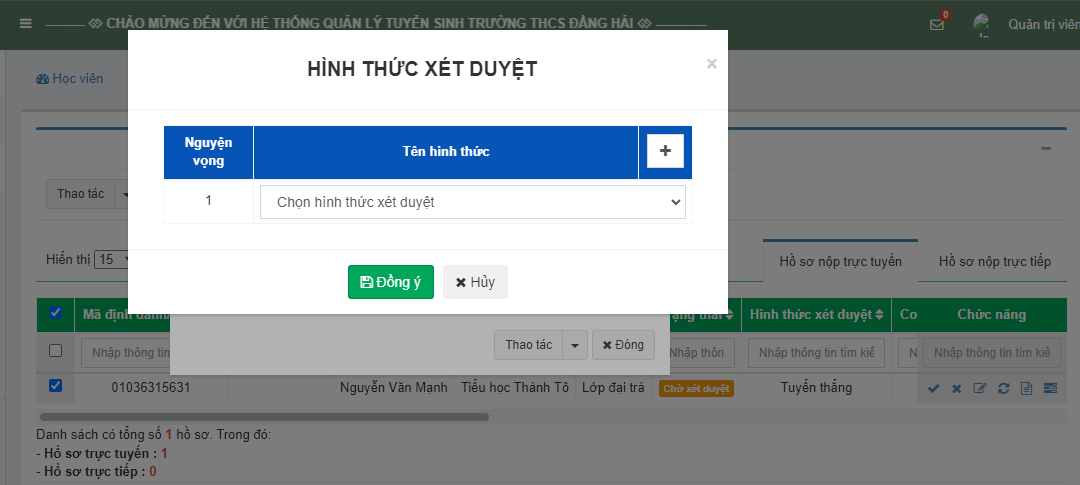 ---------- CHÀO MỪNG ĐẾN VỚI HỆ THỐNG QUẢN LÝ TUYỂN SINH TRƯỜNG THCS ĐẰNG HẢI --------------
0
Quản trị viên
Học viên
HÌNH THỨC XÉT DUYỆT
×
Nguyện vọng
Tên hình thức
+
1
Chọn hình thức xét duyệt
Đồng ý
Hủy
Thao tác
Hiển thị 15
Hồ sơ nộp trực tuyến
Hồ sơ nộp trực tiếp
Mã định danh/
Hình thức xét duyệt
Chức năng
Thao tác
Đóng
Nhập thông
Nhập thôn
Nhập thông tin tìm kiế
N
Nhập thông tin tìm kiế
01036315631
Nguyễn Văn Mạnh
Tiểu học Thành Tô
Lớp đại trà
Chờ xét duyệt
Tuyển thẳng
Danh sách có tổng số 1 hồ sơ. Trong đó:
- Hồ sơ trực tuyến : 1
- Hồ sơ trực tiếp : 0